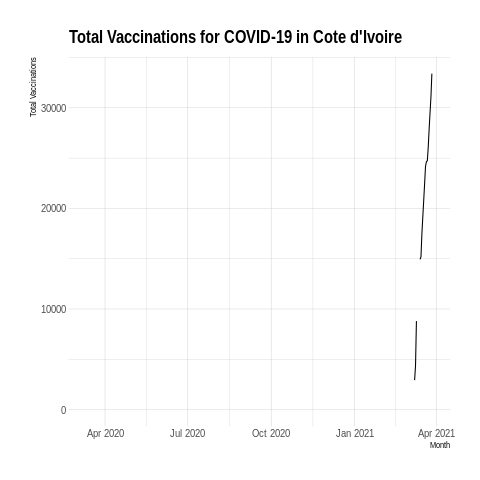 Total Vaccinations for COVID-19 in Cote d'Ivoire
Total Vaccinations
30000
20000
10000
0
Apr 2020 Jul 2020 Oct 2020 Jan 2021 Apr 2021
Month